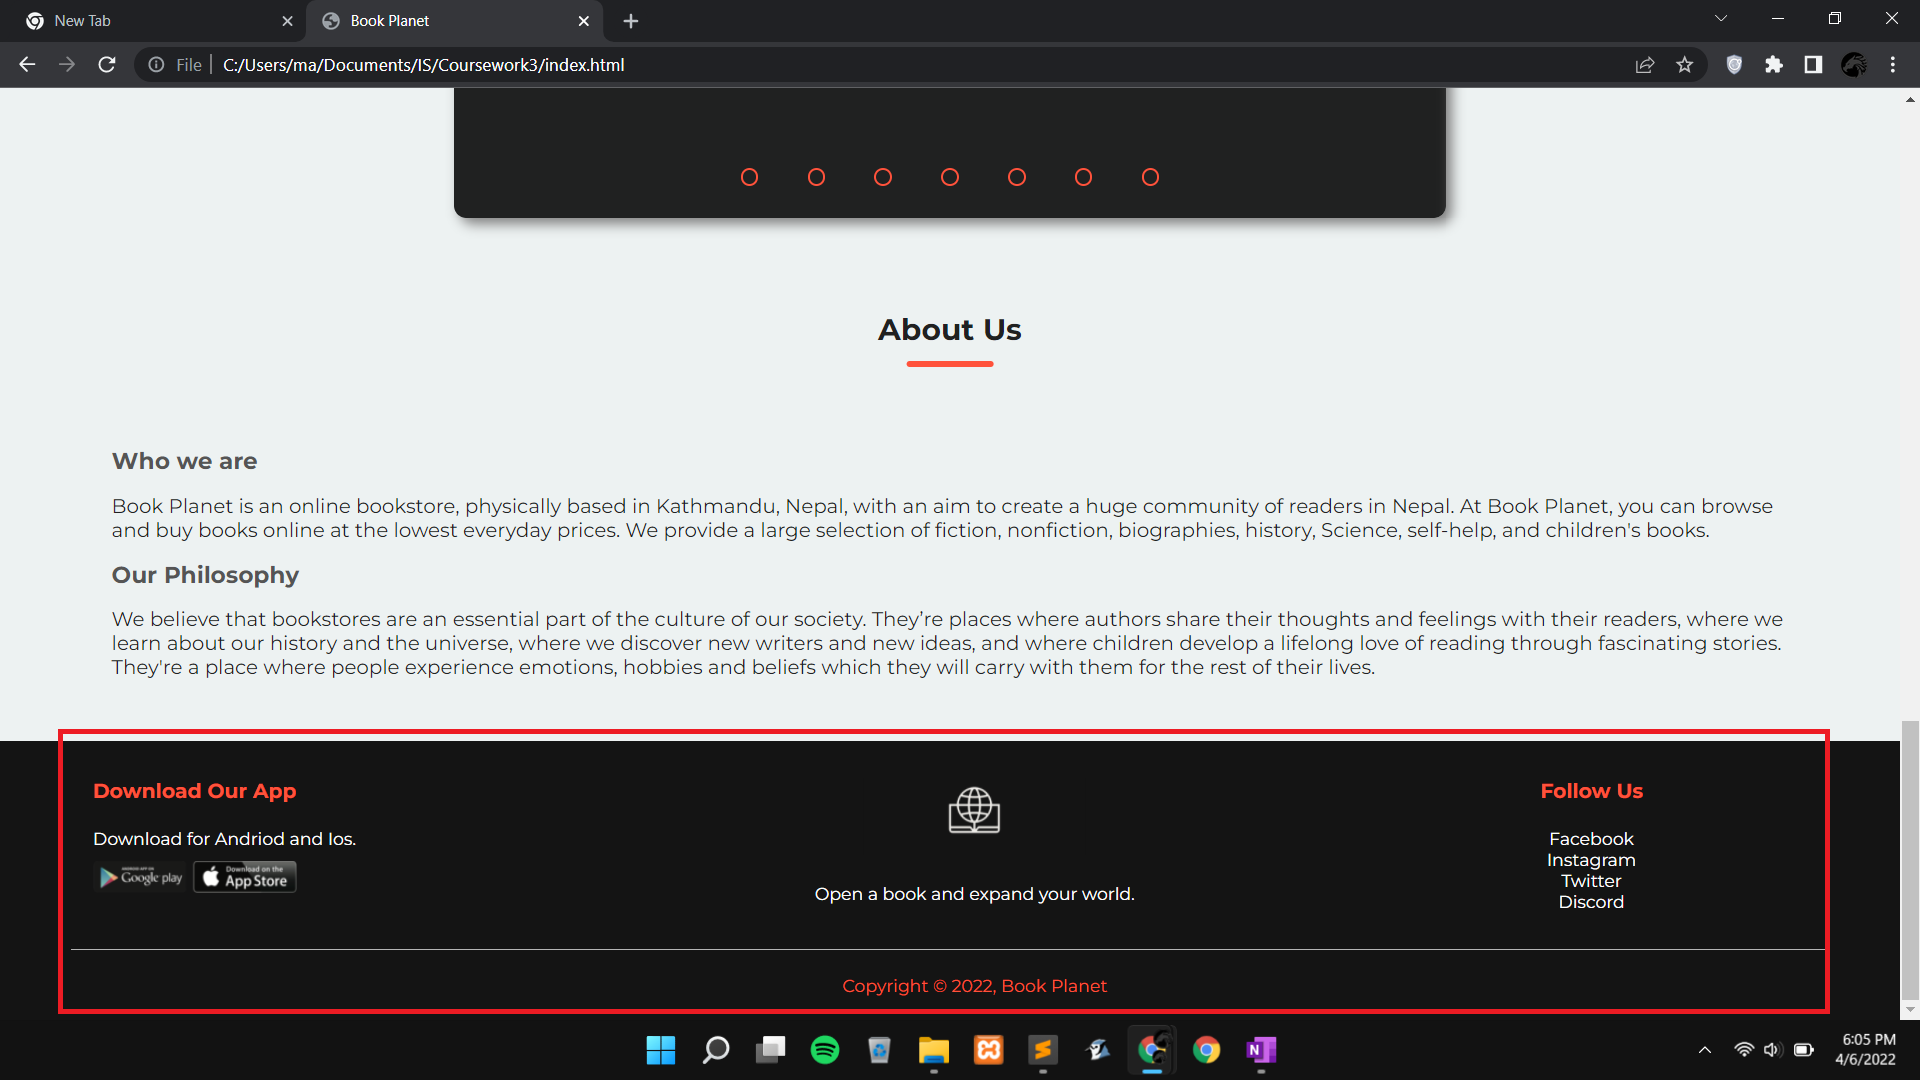 New Tab
Book Planet
File
C:/Users/ma/Documents/IS/Coursework3/index.html
About Us
Who we are
Book Planet is an online bookstore, physically based in Kathmandu, Nepal, with an aim to create a huge community of readers in Nepal. At Book Planet, you can browse
and buy books online at the lowest everyday prices. We provide a large selection of fiction, nonfiction, biographies, history, Science, self-help, and children's books.
Our Philosophy
We believe that bookstores are an essential part of the culture of our society. They’re places where authors share their thoughts and feelings with their readers, where we
learn about our history and the universe, where we discover new writers and new ideas, and where children develop a lifelong love of reading through fascinating stories.
They're a place where people experience emotions, hobbies and beliefs which they will carry with them for the rest of their lives.
Download Our App
Download for Andriod and Ios.
ANDROID APP ON
Google play
Download on the
App Store
Open a book and expand your world.
Follow Us
Facebook
Instagram
Twitter
Discord
Copyright © 2022, Book Planet
N
6:05 PM
4/6/2022